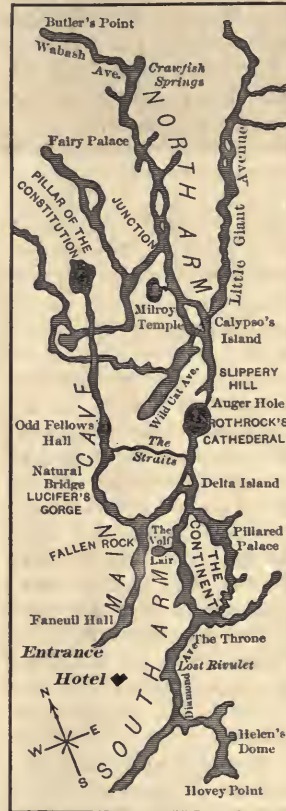 Butler's Point
Wabash
Ave.
Crawfish
Springs
NORTH ARM
Fairy Palace
Little Giant Avenue
PILLAR OF THE
CONSTITUTION
JUNCTION
Milroy
Temple
Calypso's
Island
Wild Cat Ave.
SLIPPERY
HILL
Auger Hole
ROTHROCK'S
CATHEDERAL
Odd Fellows
Hall
The
Straits
Natural
Bridge
LUCIFER'S
GORGE
Delta Island
MAIN CAVE
FALLEN ROCK
The
Wolf
Lair
THE
CONTINENT
Pillared
Palace
Faneuil Hall
The Throne
Entrance
Lost Rivulet
Hotel
Diamond Ave
SOUTH ARM
Helen's
Dome
Hovey Point
N
W
E
S